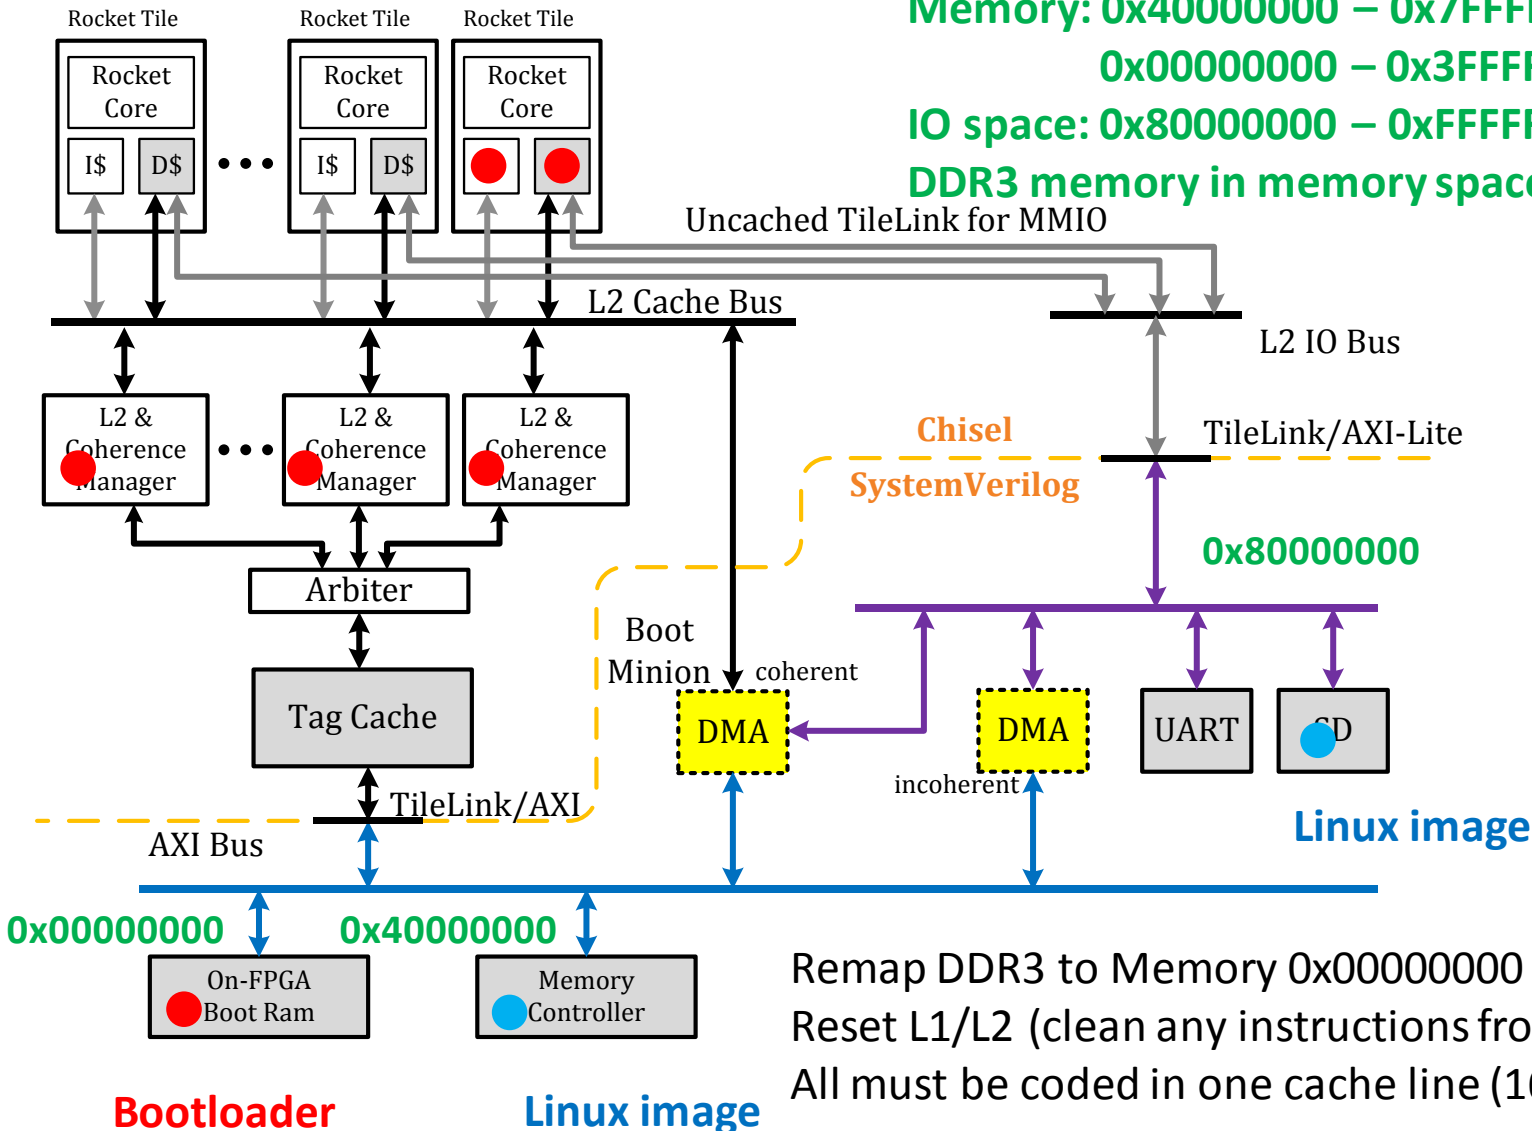 Rocket Tile
Rocket Tile
Rocket Tile
Memory: 0x40000000 – 0x7FFF
0x00000000 – 0x3FFF
IO space: 0x80000000 – 0xFFFF
DDR3 memory in memory space
Rocket
Core
Rocket
Core
Rocket
Core
I$
D$
I$
D$
Uncached TileLink for MMIO
L2 Cache Bus
L2 IO Bus
L2 &
Coherence
Manager
L2 &
Coherence
Manager
L2 &
Coherence
Manager
Chisel
SystemVerilog
TileLink/AXI-Lite
0x80000000
Arbiter
Boot
Minion
coherent
Tag Cache
DMA
DMA
UART
SD
incoherent
TileLink/AXI
AXI Bus
Linux image
0x00000000
0x40000000
On-FPGA
Boot Ram
Memory
Controller
Remap DDR3 to Memory 0x00000000
Reset L1/L2 (clean any instructions
All must be coded in one cache line
Bootloader
Linux image